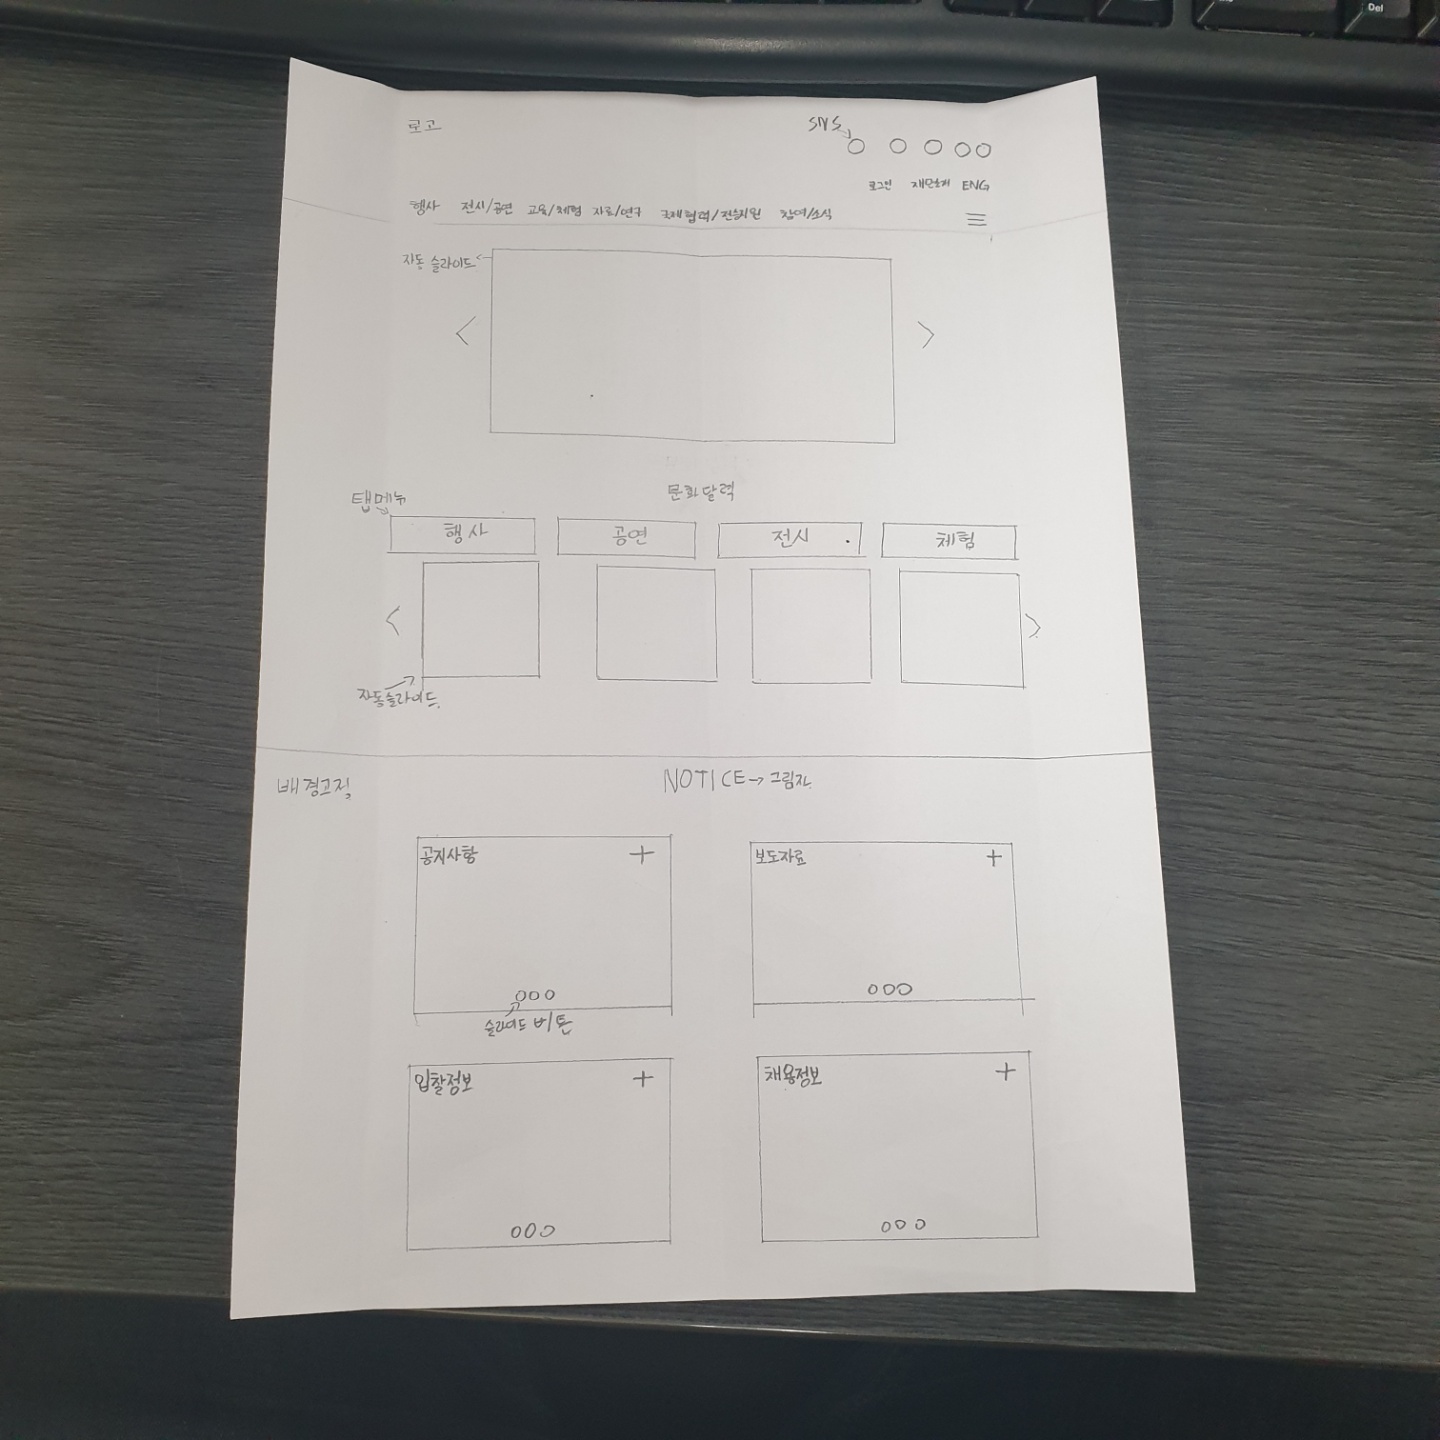 Del
로고
SNS
로그인 재단소개 ENG
행사 전시/공연 교육/체험 자료/연구 국제협력/전승지원 참여/소식
자동 슬라이드
문화달력
탭메뉴
행사 공연 전시 체험
자동슬라이드
배경고정
NOTICE→그림자
공지사항 +
보도자료 +
슬라이드 버튼
입찰정보 +
채용정보 +